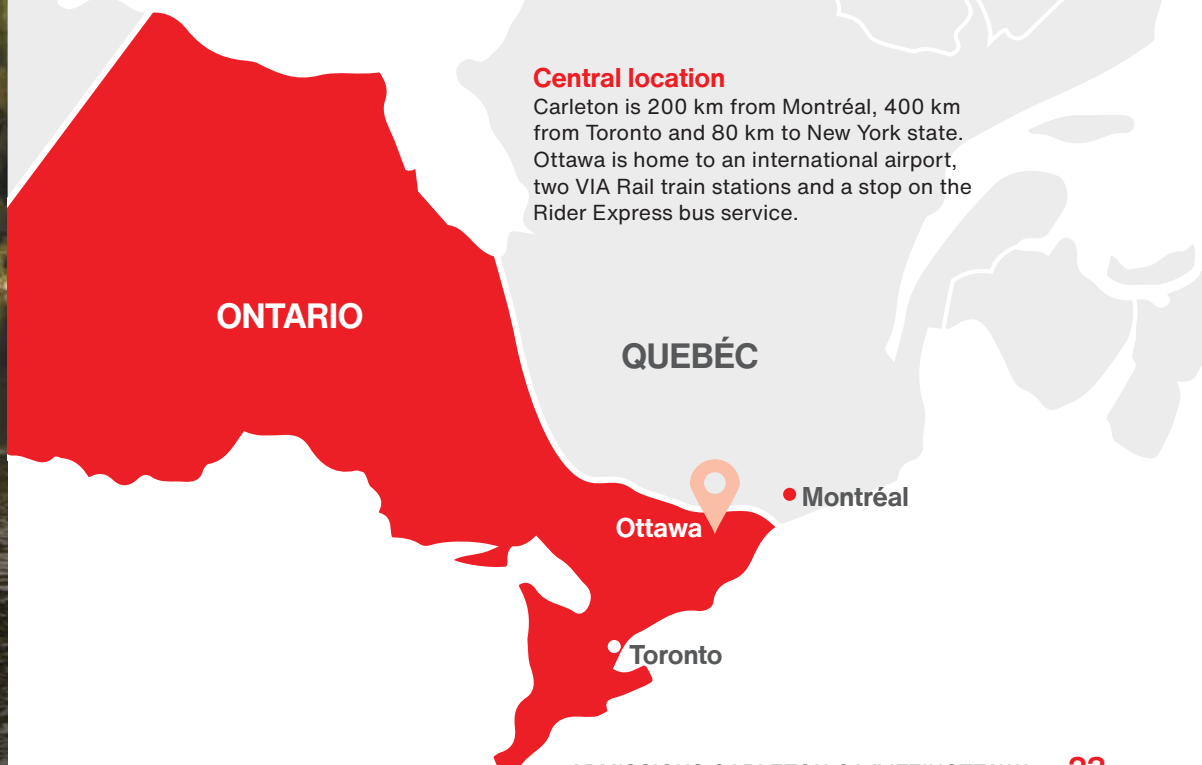 Central location
Carleton is 200 km from Montréal, 400 km
from Toronto and 80 km to New York state.
Ottawa is home to an international airport,
two VIA Rail train stations and a stop on the
Rider Express bus service.
ONTARIO
QUEBÉC
Montréal
Ottawa
Toronto